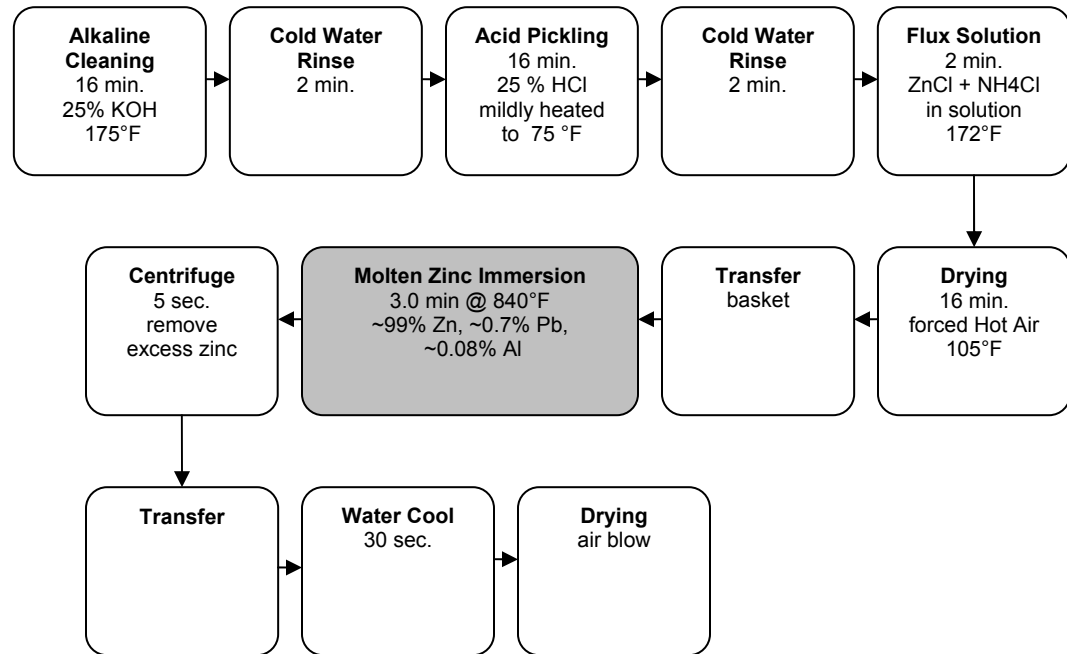 Alkaline
Cleaning
16 min.
25% KOH
175°F
Cold Water
Rinse
2 min.
Acid Pickling
16 min.
25 % HCl
mildly heated
to 75 °F
Cold Water
Rinse
2 min.
Flux Solution
2 min.
ZnCl + NH4Cl
in solution
172°F
Drying
16 min.
forced Hot Air
105°F
Transfer
basket
Molten Zinc Immersion
3.0 min @ 840°F
~99% Zn, ~0.7% Pb,
~0.08% Al
Centrifuge
5 sec.
remove
excess zinc
Transfer
Water Cool
30 sec.
Drying
air blow